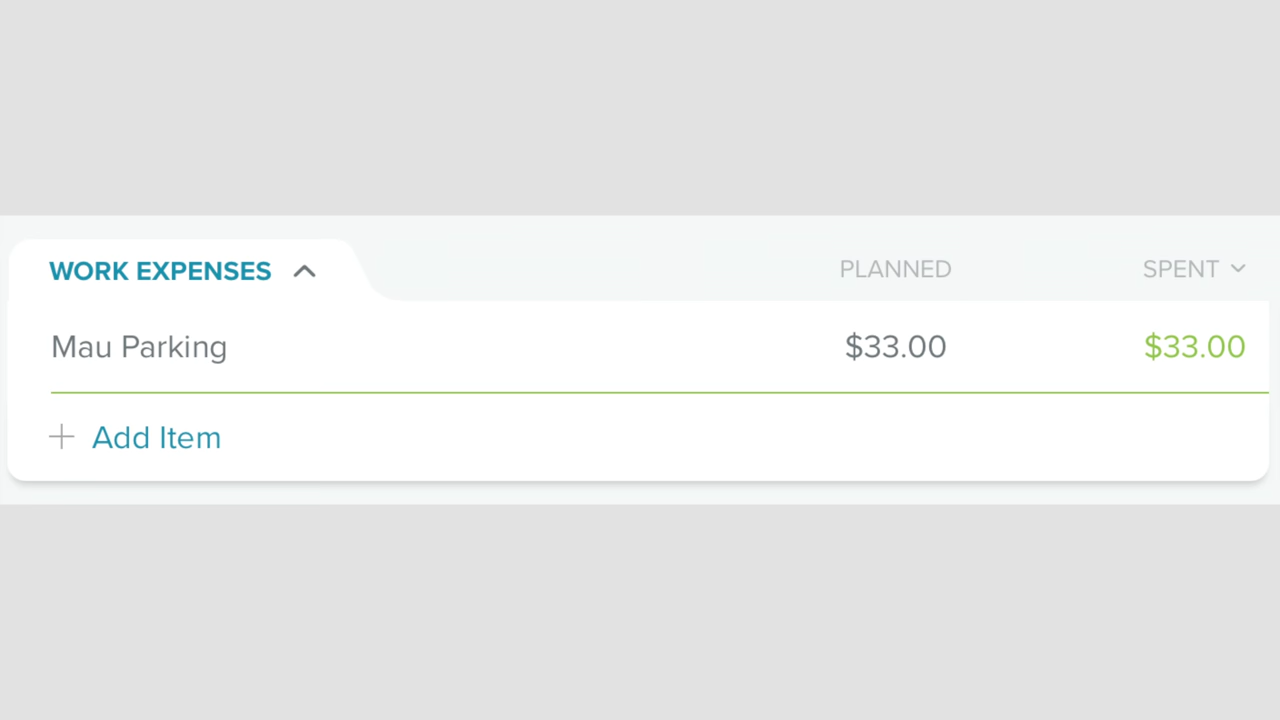 WORK EXPENSES PLANNED SPENT
Mau Parking $33.00 $33.00
+ Add Item